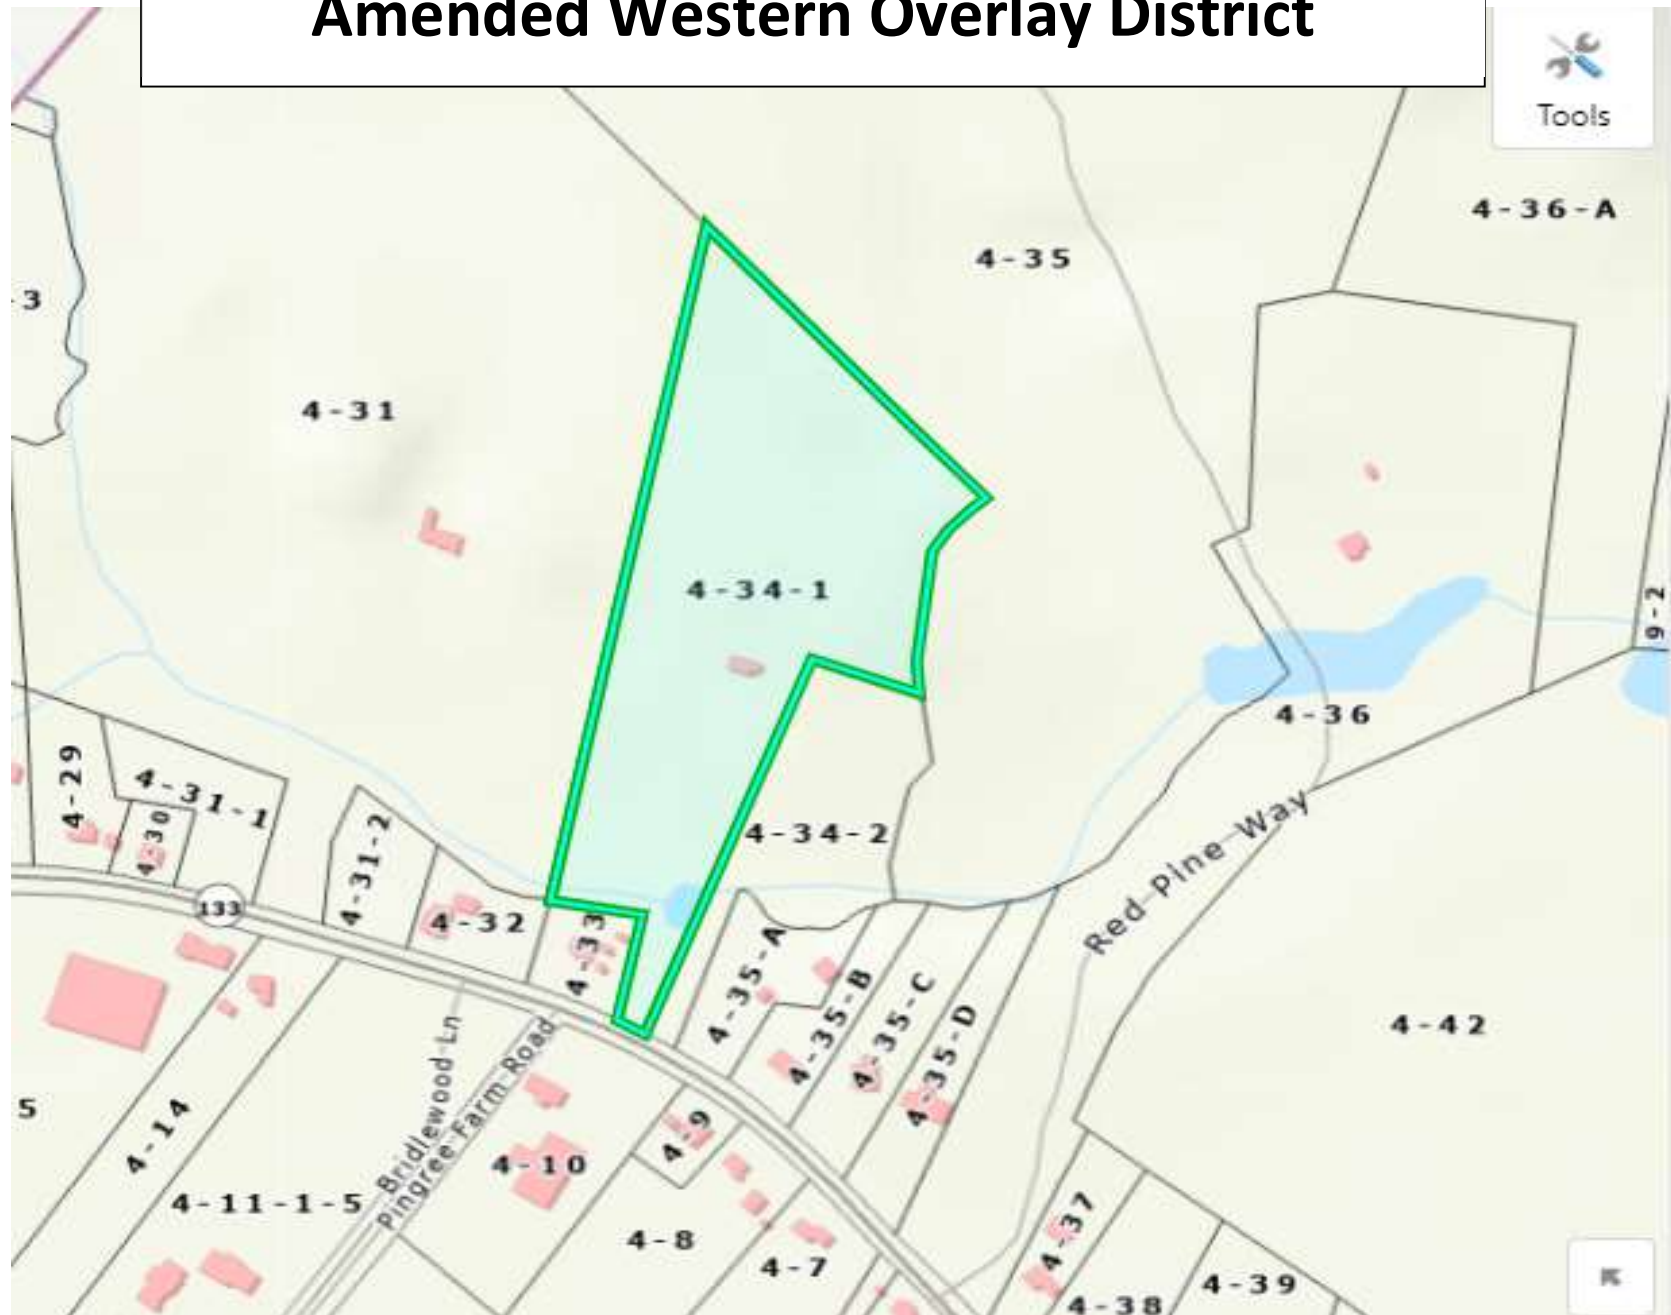 Amended Western Overlay District
Tools
4-36-A
4-35
3
4-31
4-34-1
9-2
4-36
4-29
4-31-1
4-30
4-31-2
4-34-2
Red Pine Way
133
4-32
4-33
4-35-A
4-35-B
4-35-C
4-35-D
4-42
5
4-14
Bridlewood Ln
Pingree Farm Road
4-10
4-9
4-11-1-5
4-8
4-7
4-37
4-38
4-39